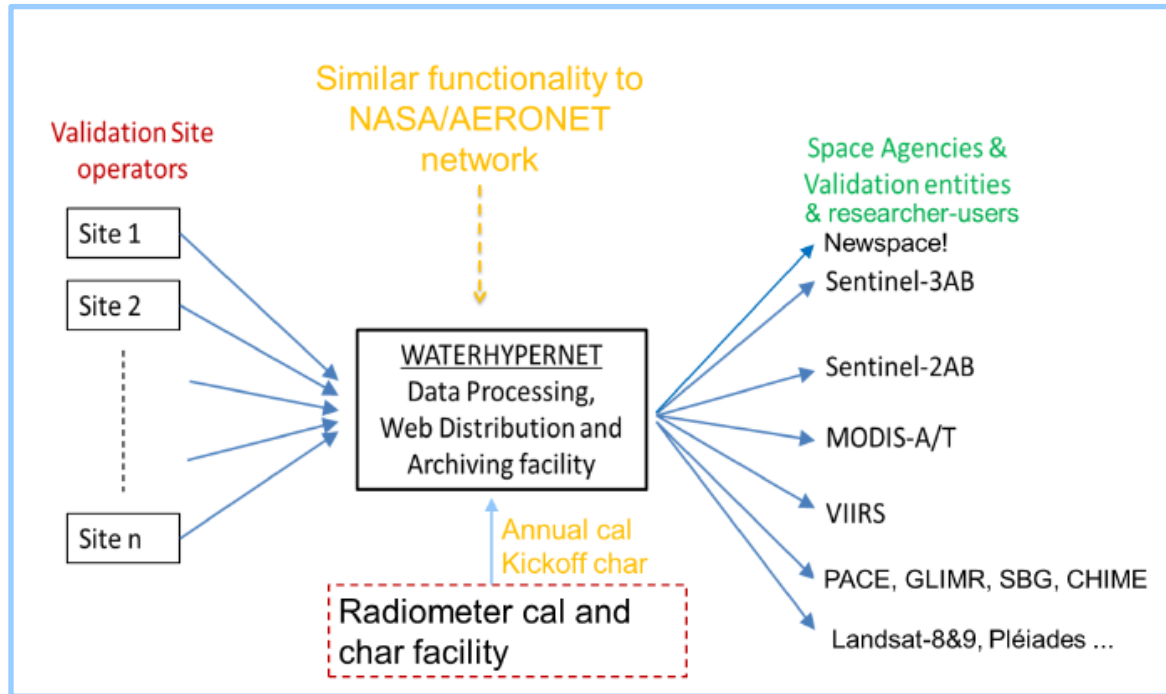 Similar functionality to
NASA/AERONET
network
Validation Site
operators
Site 1
Site 2
Site n
WATERHYPERNET
Data Processing,
Web Distribution and
Archiving facility
Annual cal
Kickoff char
Radiometer cal and
char facility
Space Agencies &
Validation entities
& researcher-users
Newspace!
Sentinel-3AB
Sentinel-2AB
MODIS-A/T
VIIRS
PACE, GLIMR, SBG, CHIME
Landsat-8&9, Pléiades ...